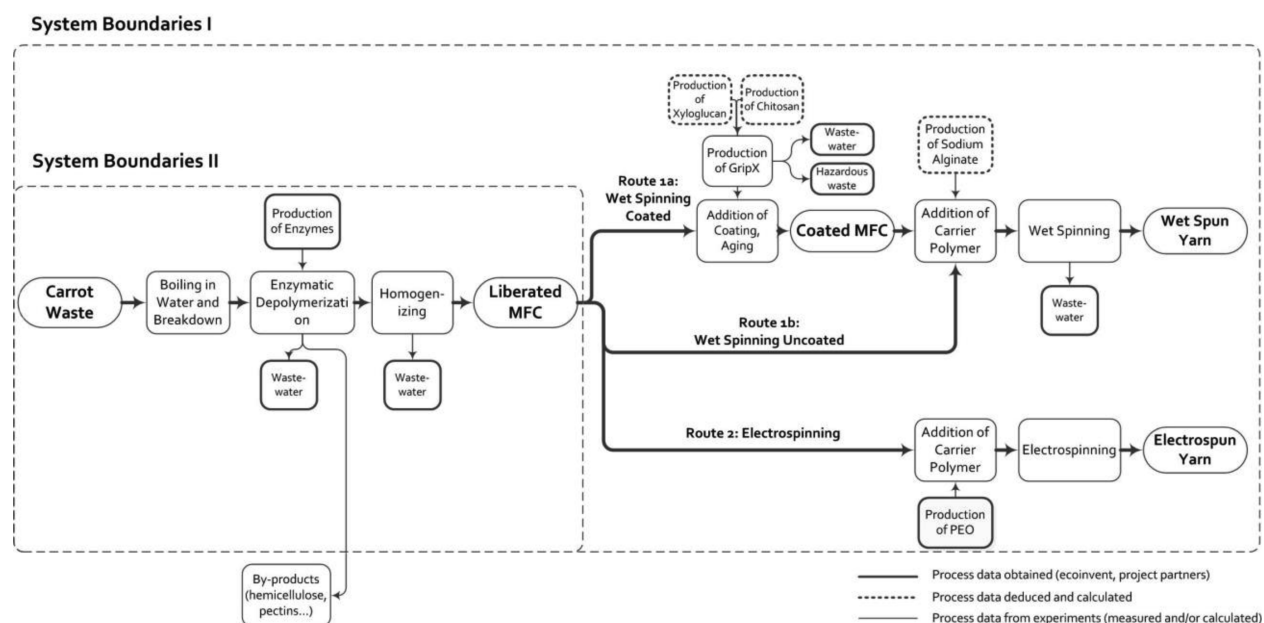 System Boundaries I
Production
of
Xyloglucan
Production
of Chitosan
Waste-
water
Production
of GripX
Hazardous
waste
Production
of Sodium
Alginate
System Boundaries II
Route 1a:
Wet Spinning
Coated
Addition of
Coating,
Aging
Coated MFC
Addition of
Carrier
Polymer
Wet Spinning
Wet Spun
Yarn
Production
of Enzymes
Carrot
Waste
Boiling in
Water and
Breakdown
Enzymatic
Depolymerizati
on
Homogen-
izing
Liberated
MFC
Waste-
water
Route 1b:
Wet Spinning Uncoated
Waste-
water
Waste-
water
Route 2: Electrospinning
Addition of
Carrier
Polymer
Electrospinning
Electrospun
Yarn
Production
of PEO
By-products
(hemicellulose,
pectins...)
Process data obtained (ecoinvent, project partners)
Process data deduced and calculated
Process data from experiments (measured and/or calculated)